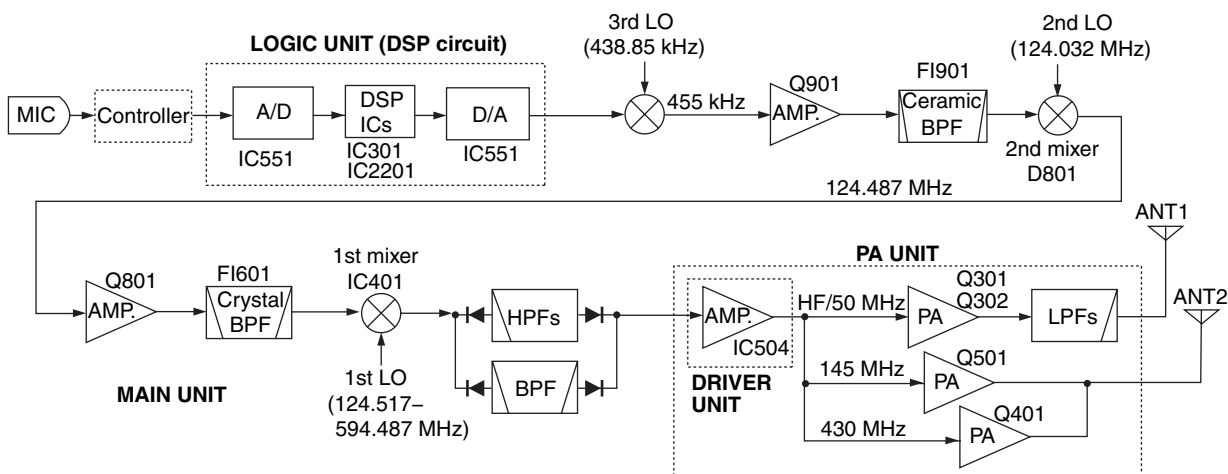 LOGIC UNIT (DSP circuit)
3rd LO
(438.85 kHz)
2nd LO
(124.032 MHz)
MIC
Controller
A/D
IC551
DSP
ICs
IC301
IC2201
D/A
IC551
455 kHz
Q901
AMP.
FI901
Ceramic
BPF
2nd mixer
D801
124.487 MHz
Q801
AMP.
FI601
Crystal
BPF
1st mixer
IC401
1st LO
(124.517–
594.487 MHz)
MAIN UNIT
HPFs
BPF
PA UNIT
AMP.
IC504
DRIVER
UNIT
HF/50 MHz
Q301
Q302
PA
LPFs
ANT1
ANT2
145 MHz
Q501
PA
430 MHz
Q401
PA